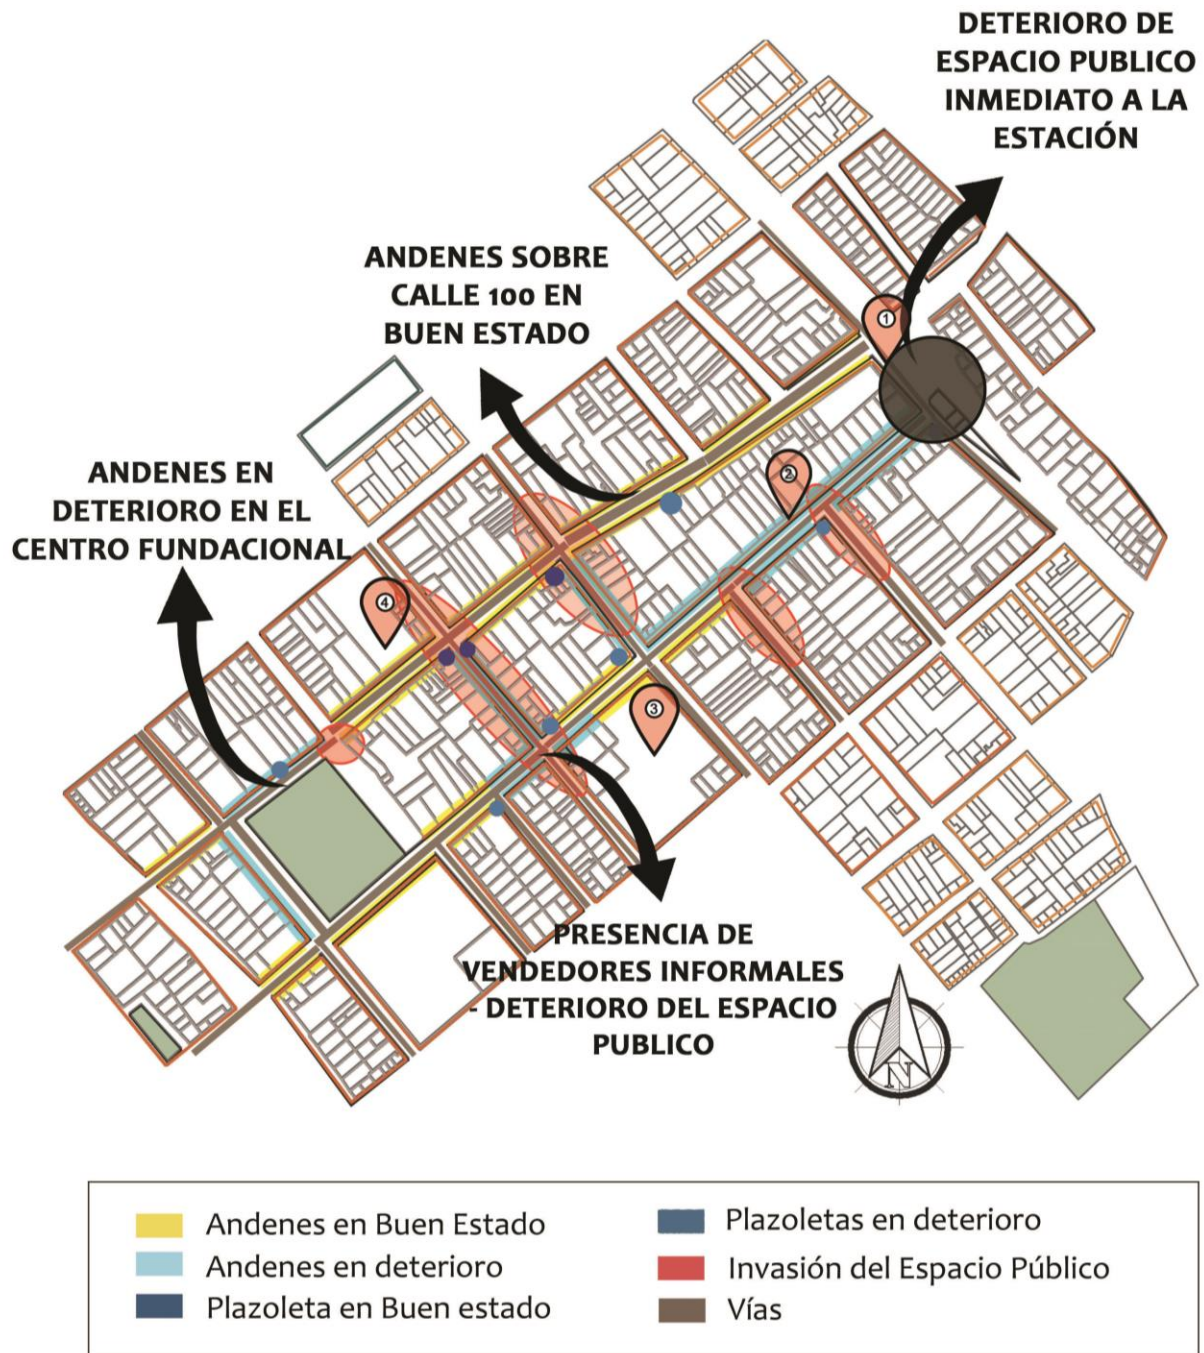 DETERIORO DE
ESPACIO PUBLICO
INMEDIATO A LA
ESTACIÓN
ANDENES SOBRE
CALLE 100 EN
BUEN ESTADO
ANDENES EN
DETERIORO EN EL
CENTRO FUNDACIONAL
1
2
3
4
PRESENCIA DE
VENDEDORES INFORMALES
- DETERIORO DEL ESPACIO
PUBLICO
N
Andenes en Buen Estado
Andenes en deterioro
Plazoleta en Buen estado
Plazoletas en deterioro
Invasión del Espacio Público
Vías